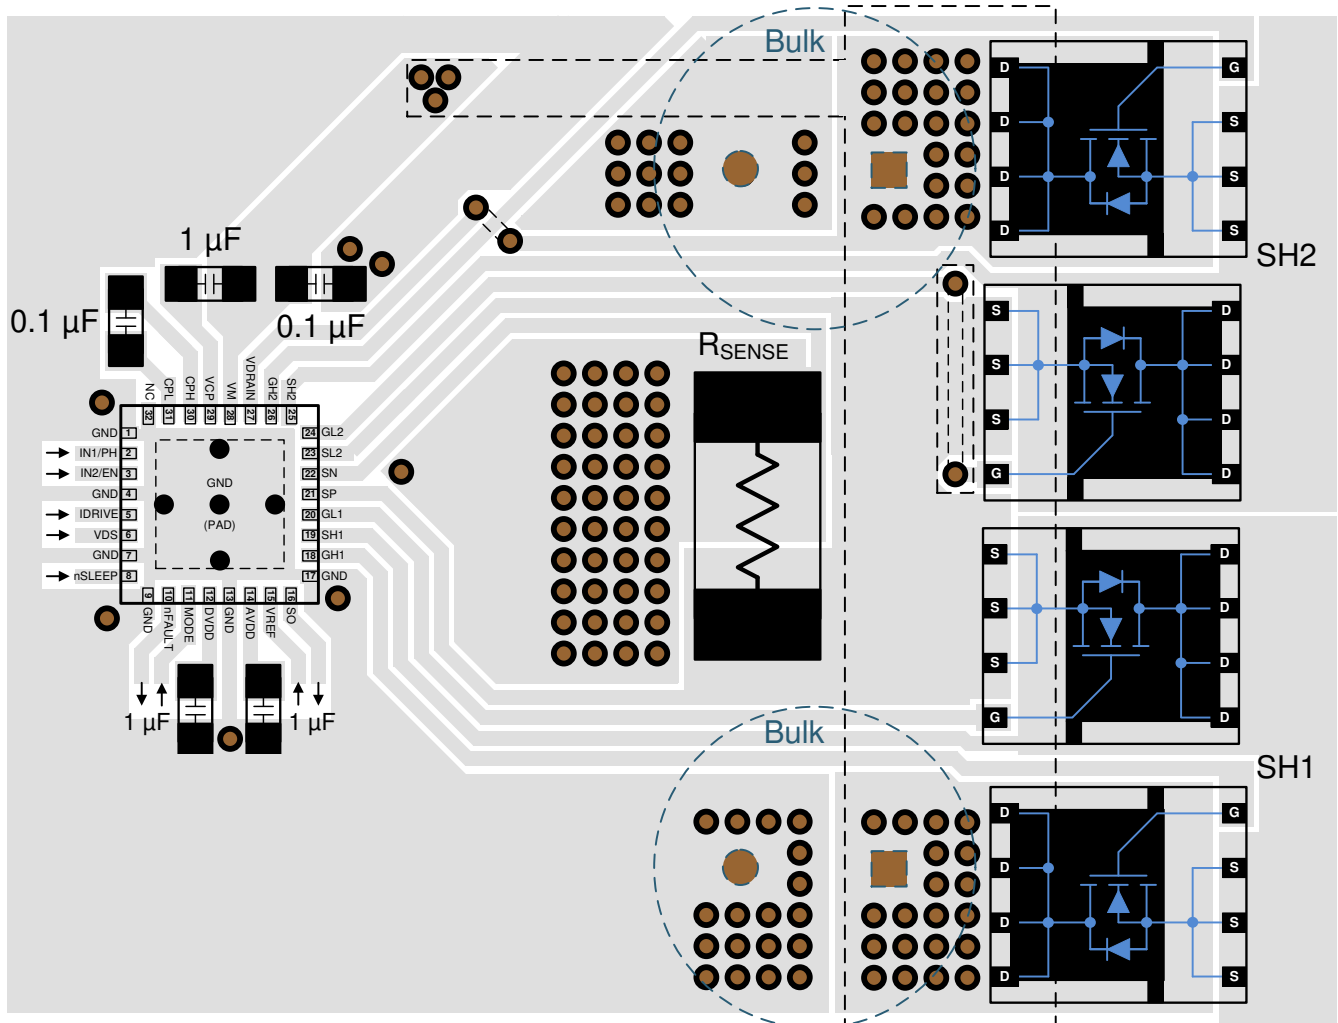 Bulk
D
D
D
D
G
S
S
S
S
SH2
1 µF
0.1 µF
0.1 µF
R_SENSE
S
S
S
G
D
D
D
D
NC
CPL
CPH
VCP
VM
VDRAIN
GH2
SH2
32
31
30
29
28
27
26
25
GND 1
IN1/PH 2
IN2/EN 3
GND 4
IDRIVE 5
VDS 6
GND 7
nSLEEP 8
GND
(PAD)
24 GL2
23 SL2
22 SN
21 SP
20 GL1
19 SH1
18 GH1
17 GND
9
10
11
12
13
14
15
16
GND
nFAULT
MODE
DVDD
GND
AVDD
VREF
SO
1 µF
1 µF
S
S
S
G
D
D
D
D
Bulk
SH1
D
D
D
D
G
S
S
S